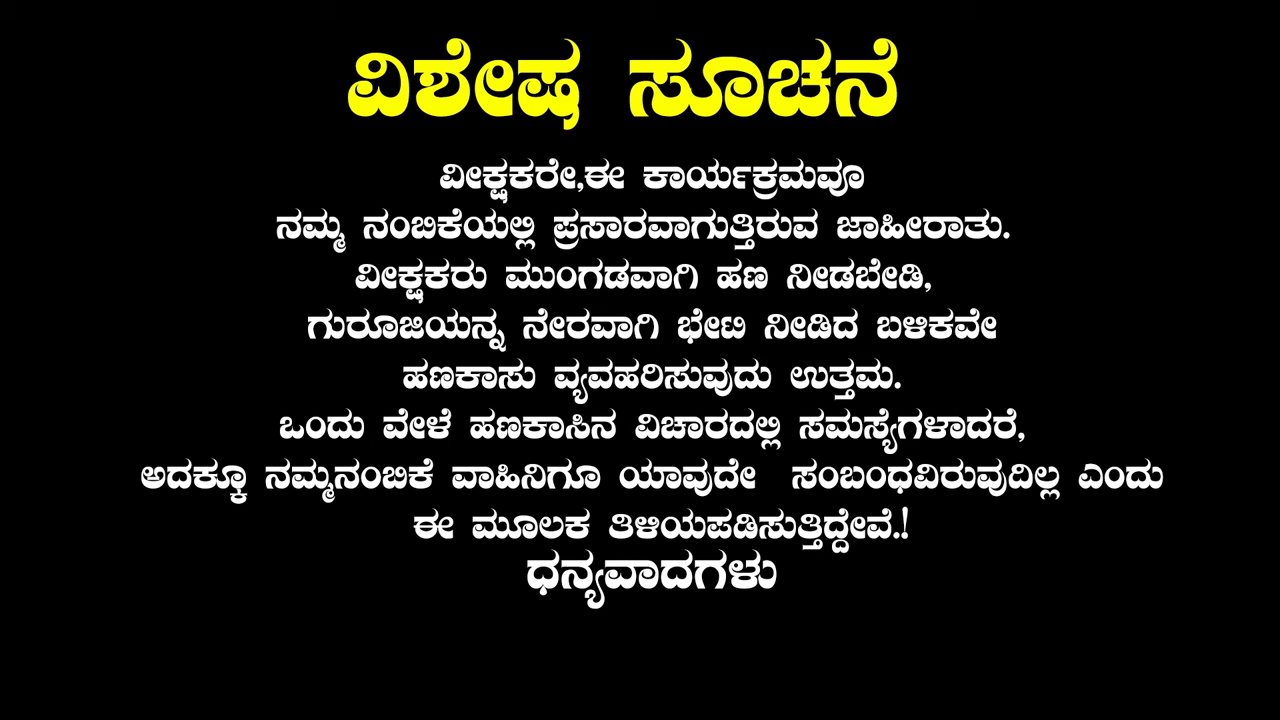 ವಿಶೇಷ ಸೂಚನೆ
ವೀಕ್ಷಕರೇ,ಈ ಕಾರ್ಯಕ್ರಮವೂ
ನಮ್ಮ ನಂಬಿಕೆಯಲ್ಲಿ ಪ್ರಸಾರವಾಗುತ್ತಿರುವ ಜಾಹೀರಾತು.
ವೀಕ್ಷಕರು ಮುಂಗಡವಾಗಿ ಹಣ ನೀಡಬೇಡಿ,
ಗುರೂಜಿಯನ್ನ ನೇರವಾಗಿ ಭೇಟಿ ನೀಡಿದ ಬಳಿಕವೇ
ಹಣಕಾಸು ವ್ಯವಹರಿಸುವುದು ಉತ್ತಮ.
ಒಂದು ವೇಳೆ ಹಣಕಾಸಿನ ವಿಚಾರದಲ್ಲಿ ಸಮಸ್ಯೆಗಳಾದರೆ,
ಅದಕ್ಕೂ ನಮ್ಮನಂಬಿಕೆ ವಾಹಿನಿಗೂ ಯಾವುದೇ ಸಂಬಂಧವಿರುವುದಿಲ್ಲ ಎಂದು
ಈ ಮೂಲಕ ತಿಳಿಯಪಡಿಸುತ್ತಿದ್ದೇವೆ.!
ಧನ್ಯವಾದಗಳು